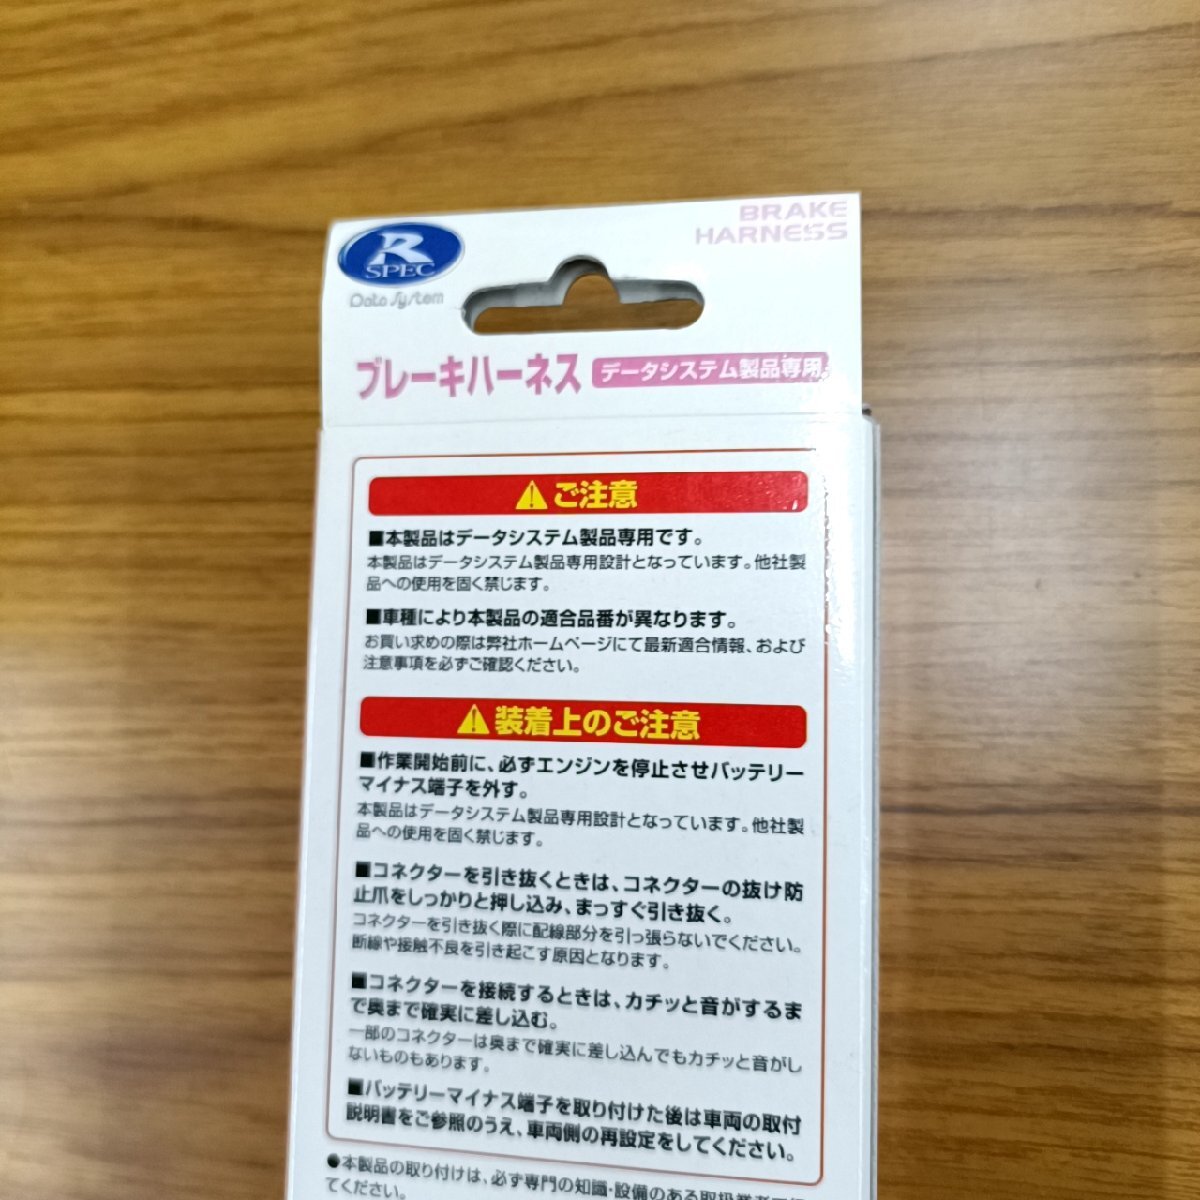 R
SPEC
Data System
BRAKE
HARNESS
ブレーキハーネス データシステム製品専用
ご注意
■本製品はデータシステム製品専用です。
本製品はデータシステム製品専用設計となっています。他社製
品への使用を固く禁じます。
■車種により本製品の適合品番が異なります。
お買い求めの際は弊社ホームページにて最新適合情報、および
注意事項を必ずご確認ください。
装着上のご注意
■作業開始前に、必ずエンジンを停止させバッテリー
マイナス端子を外す。
本製品はデータシステム製品専用設計となっています。他社製
品への使用を固く禁じます。
■コネクターを引き抜くときは、コネクターの抜け防
止爪をしっかりと押し込み、まっすぐ引き抜く。
コネクターを引き抜く際に配線部分を引っ張らないでください。
断線や接触不良を引き起こす原因となります。
■コネクターを接続するときは、カチッと音がするま
で奥まで確実に差し込む。
一部のコネクターは奥まで確実に差し込んでもカチッと音がし
ないものもあります。
■バッテリーマイナス端子を取り付けた後は車両の取付
説明書をご参照のうえ、車両側の再設定をしてください。
●本製品の取り付けは、必ず専門の知識・設備のある取扱業者
てください。